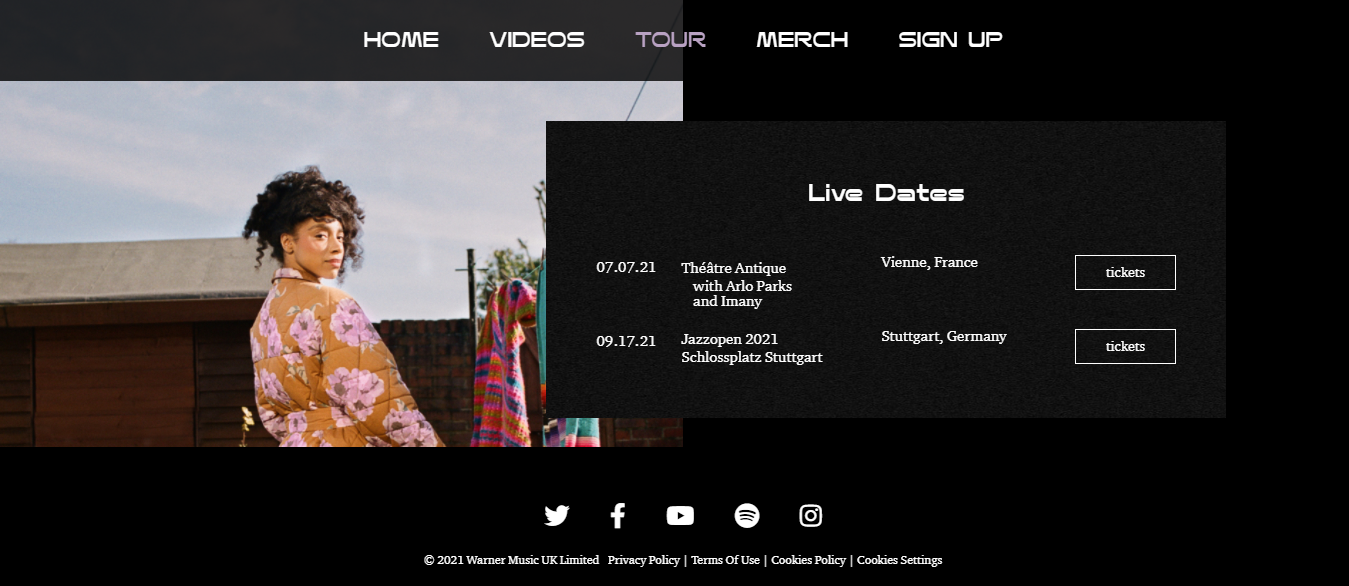 HOME VIDEOS TOUR MERCH SIGN UP
Live Dates
07.07.21 Théâtre Antique Vienne, France tickets
with Arlo Parks
and Imany
09.17.21 Jazzopen 2021 Stuttgart, Germany tickets
Schlossplatz Stuttgart
© 2021 Warner Music UK Limited Privacy Policy | Terms Of Use | Cookies Policy | Cookies Settings